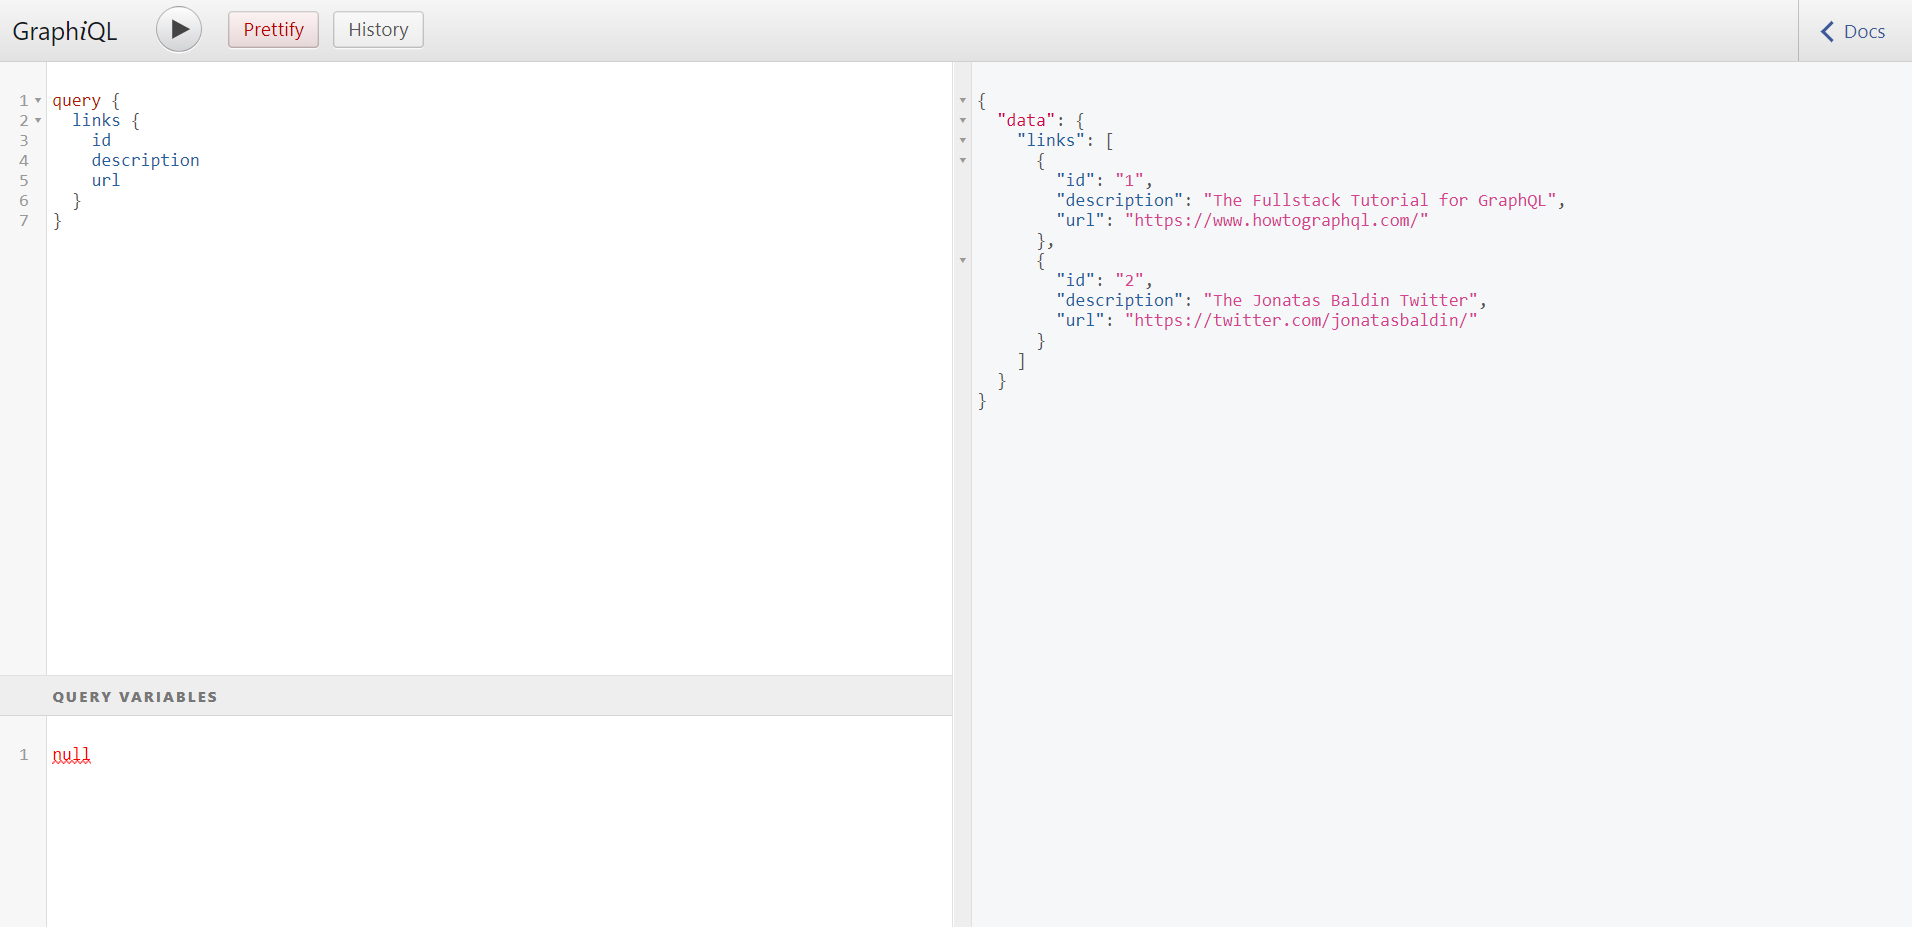 GraphiQL
Prettify
History
Docs
1 query {
2   links {
3     id
4     description
5     url
6   }
7 }
QUERY VARIABLES
1 null
{
  "data": {
    "links": [
      {
        "id": "1",
        "description": "The Fullstack Tutorial for GraphQL",
        "url": "https://www.howtographql.com/"
      },
      {
        "id": "2",
        "description": "The Jonatas Baldin Twitter",
        "url": "https://twitter.com/jonatasbaldin/"
      }
    ]
  }
}